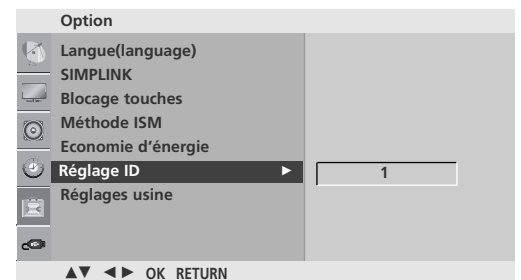 Option
Langue(language)
SIMPLINK
Blocage touches
Méthode ISM
Economie d'énergie
Réglage ID ► 1
Réglages usine
▲▼ ◄► OK RETURN